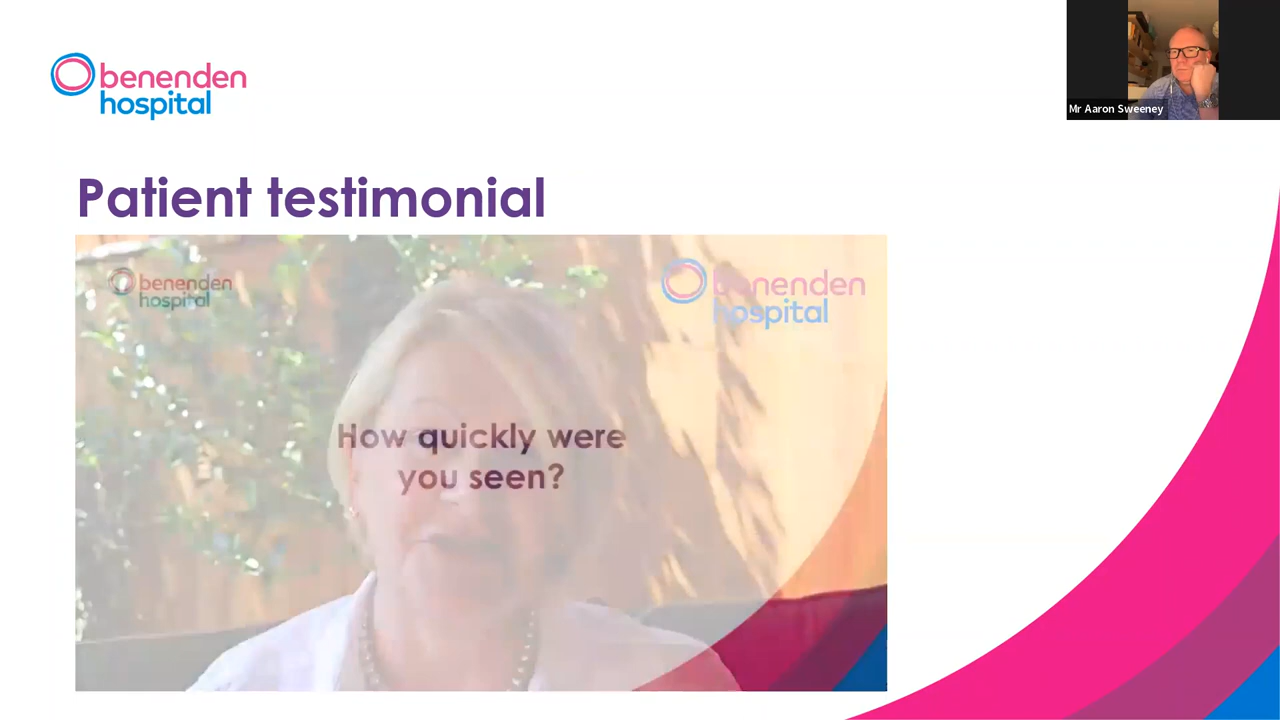 benenden
hospital
Mr Aaron Sweeney
Patient testimonial
benenden
hospital
benenden
hospital
How quickly were
you seen?